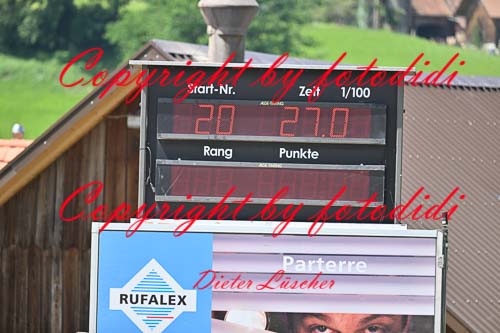 Copyright by fotodidi
Start-Nr. Zeit 1/100
20 27.0
Rang Punkte
Copyright by fotodidi
Parterre
RUFALEX
Dieter Lüscher